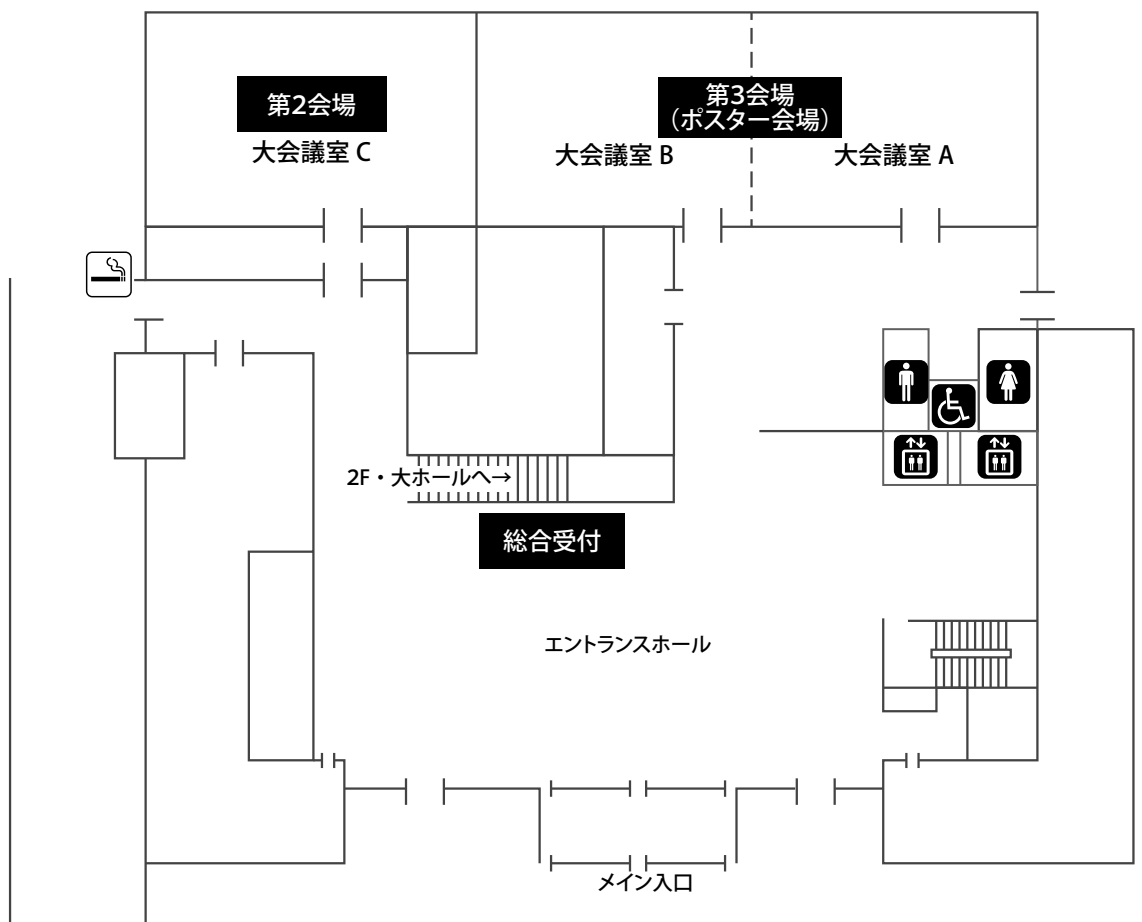 第2会場
大会議室 C
第3会場
（ポスター会場）
大会議室 B
大会議室 A
2F・大ホールへ→
総合受付
エントランスホール
メイン入口